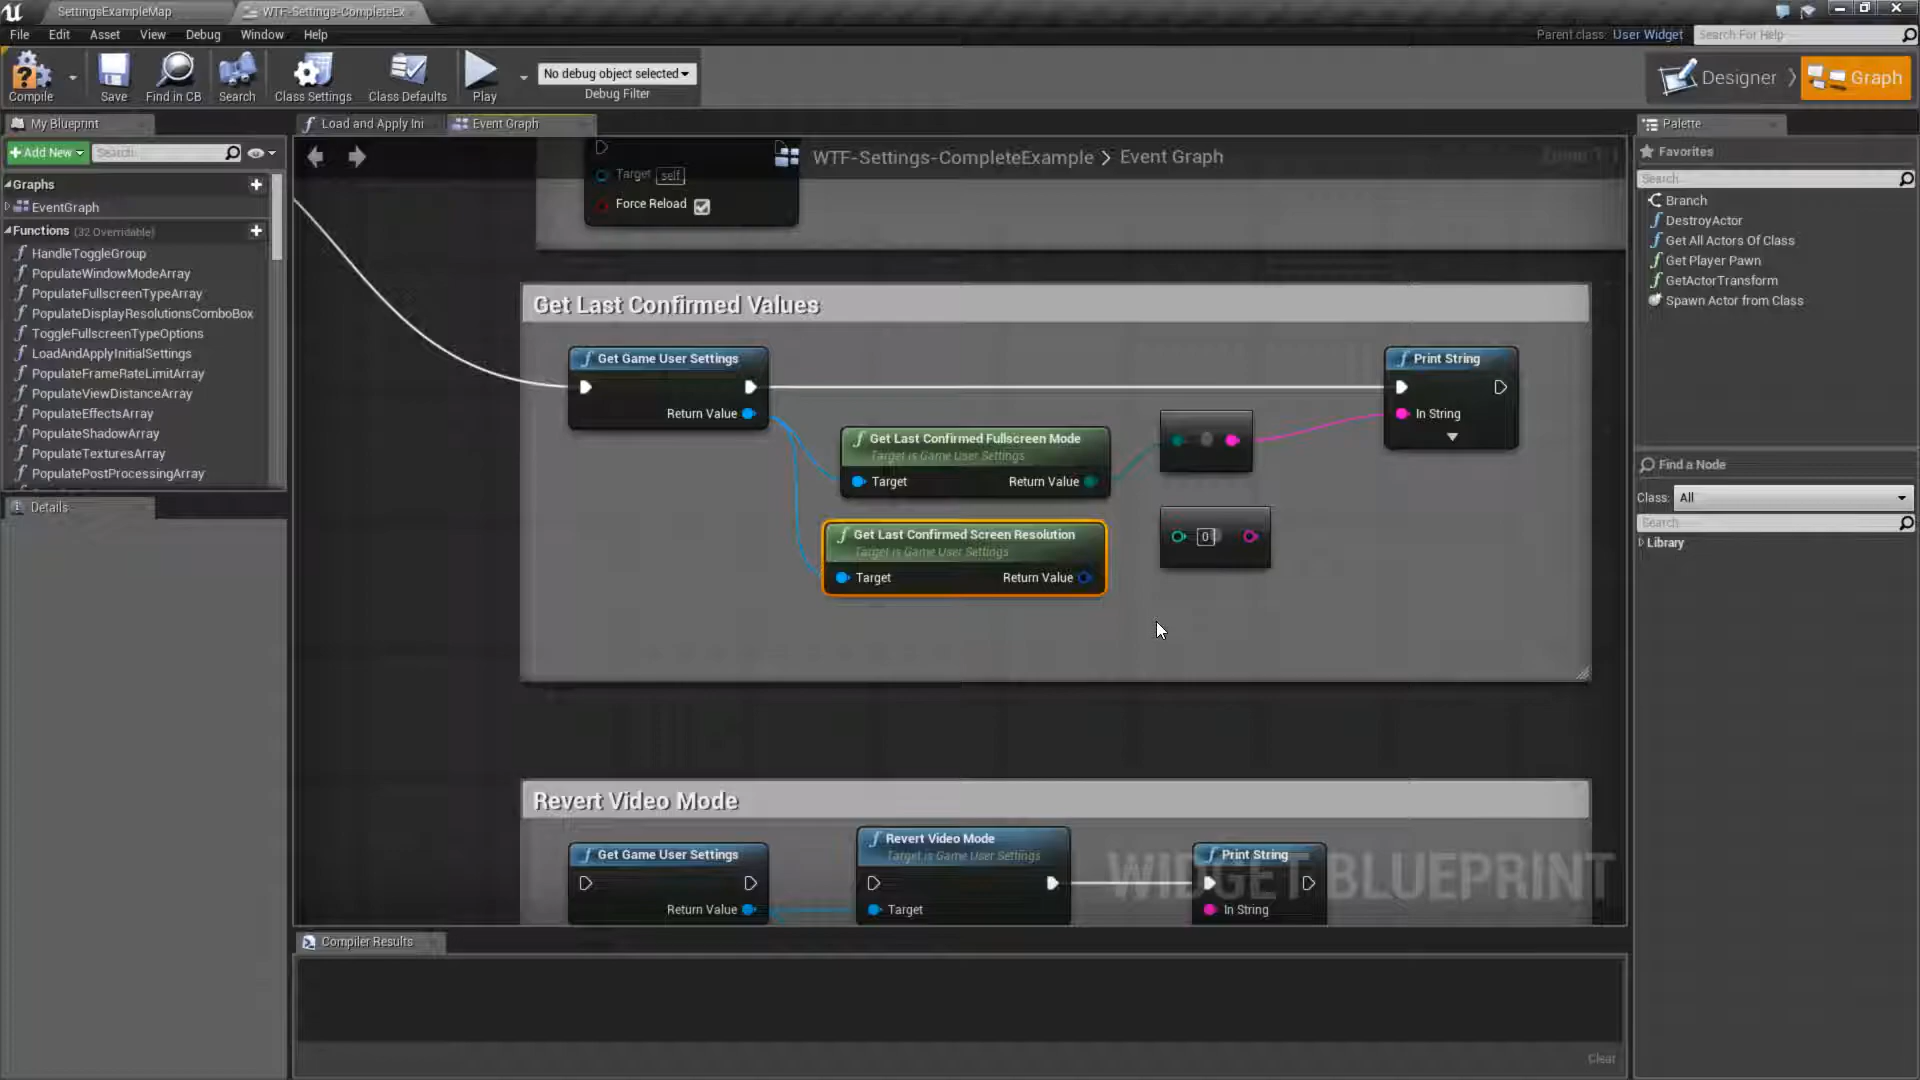 SettingsExampleMap
WTF-Settings-CompleteEx
File Edit Asset View Debug Window Help
Parent class: User Widget
Search For Help
Compile
Save
Find in CB
Search
Class Settings
Class Defaults
Play
No debug object selected
Debug Filter
Designer
Graph
My Blueprint
Add New
Search
Graphs
EventGraph
Functions (32 Overridable)
HandleToggleGroup
PopulateWindowModeArray
PopulateFullscreenTypeArray
PopulateDisplayResolutionsComboBox
ToggleFullscreenTypeOptions
LoadAndApplyInitialSettings
PopulateFrameRateLimitArray
PopulateViewDistanceArray
PopulateEffectsArray
PopulateShadowArray
PopulateTexturesArray
PopulatePostProcessingArray
Details
Load and Apply Ini
Event Graph
WTF-Settings-CompleteExample > Event Graph
Target self
Force Reload
Get Last Confirmed Values
Get Game User Settings
Return Value
Get Last Confirmed Fullscreen Mode
Target is Game User Settings
Target
Return Value
Get Last Confirmed Screen Resolution
Target is Game User Settings
Target
Return Value
0
Print String
In String
Revert Video Mode
Get Game User Settings
Return Value
Revert Video Mode
Target is Game User Settings
Target
Print String
In String
WIDGET BLUEPRINT
Compiler Results
Clear
Palette
Favorites
Search
Branch
DestroyActor
Get All Actors Of Class
Get Player Pawn
GetActorTransform
Spawn Actor from Class
Find a Node
Class: All
Search
Library